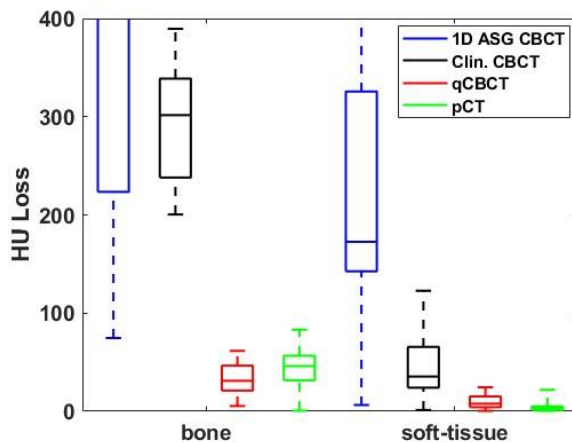 400
300
200
100
0
HU Loss
1D ASG CBCT
Clin. CBCT
qCBCT
pCT
bone
soft-tissue